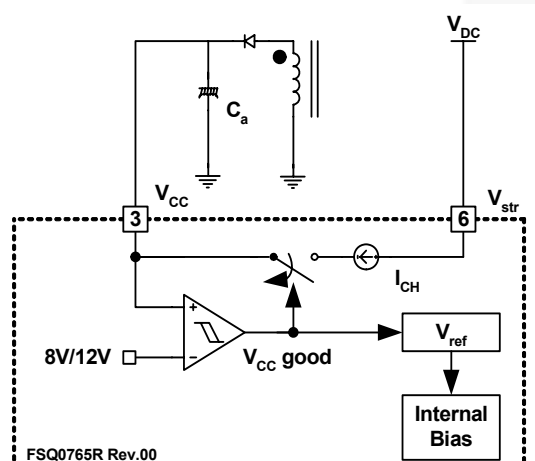 V_DC
C_a
V_CC
V_str
3
6
I_CH
+
8V/12V
-
V_CC good
V_ref
Internal
Bias
FSQ0765R Rev.00